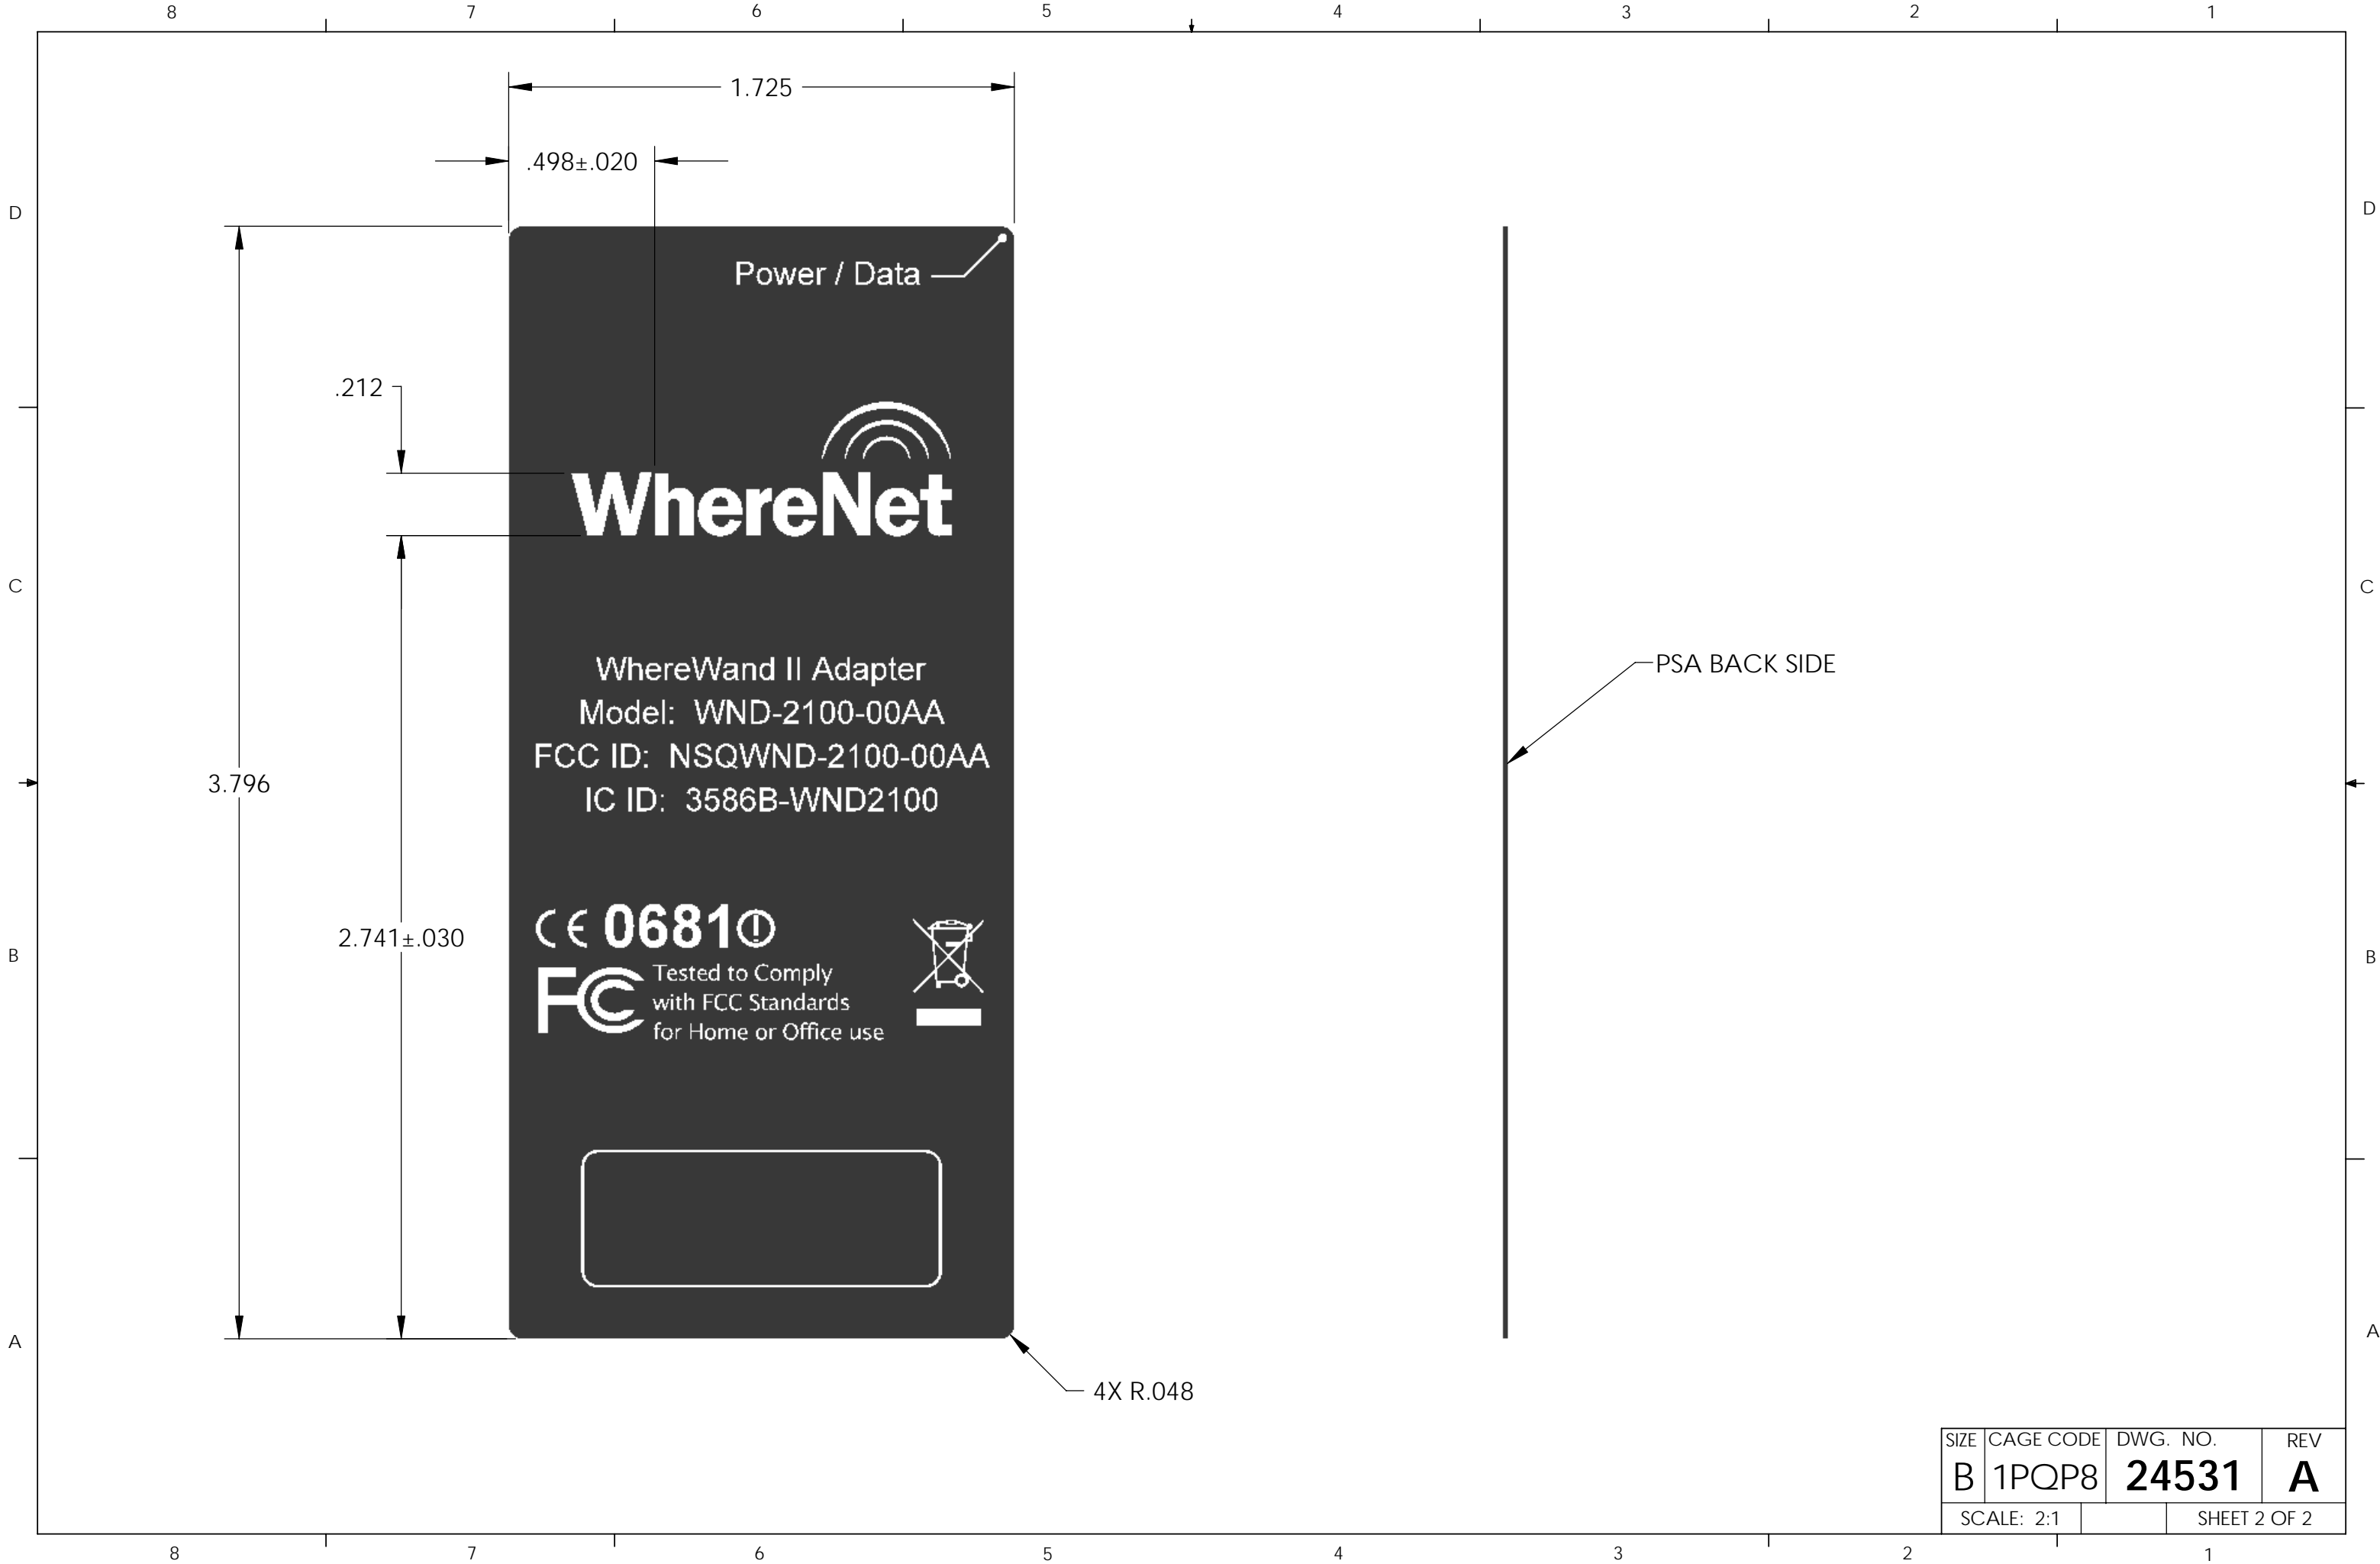 8 7 6 5 4 3 2 1
1.725
.498±.020
D D
Power / Data
.212
WhereNet
C C
WhereWand II Adapter
PSA BACK SIDE
Model: WND-2100-00AA
FCC ID: NSQWND-2100-00AA
3.796
IC ID: 3586B-WND2100
CE 0681
2.741±.030
B B
FC Tested to Comply
with FCC Standards
for Home or Office use
A A
4X R.048
SIZE CAGE CODE DWG. NO. REV
B 1PQP8 24531 A
SCALE: 2:1 SHEET 2 OF 2
8 7 6 5 4 3 2 1